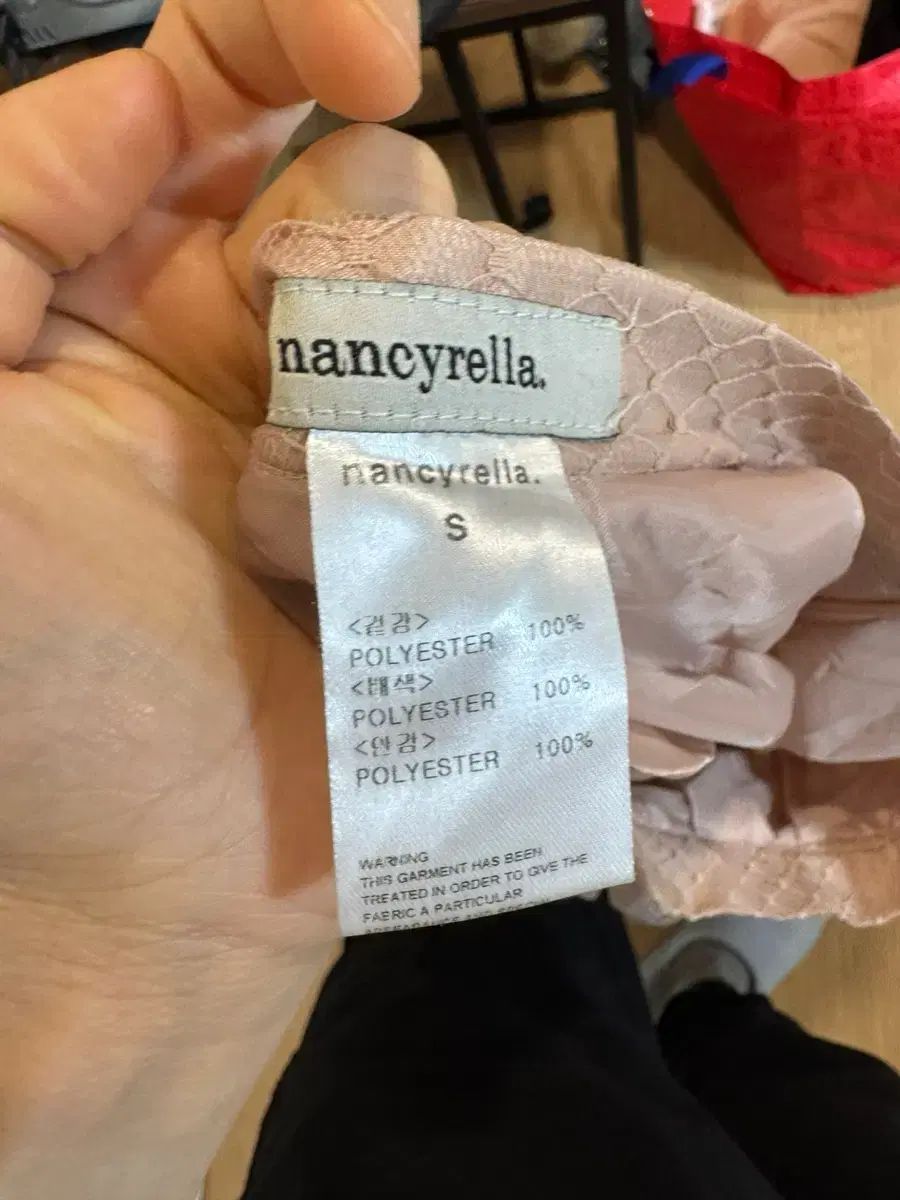 nancyrella.
nancyrella.
S
<겉감>
POLYESTER 100%
<배색>
POLYESTER 100%
<안감>
POLYESTER 100%
WARNING
THIS GARMENT HAS BEEN
TREATED IN ORDER TO GIVE THE
FABRIC A PARTICULAR